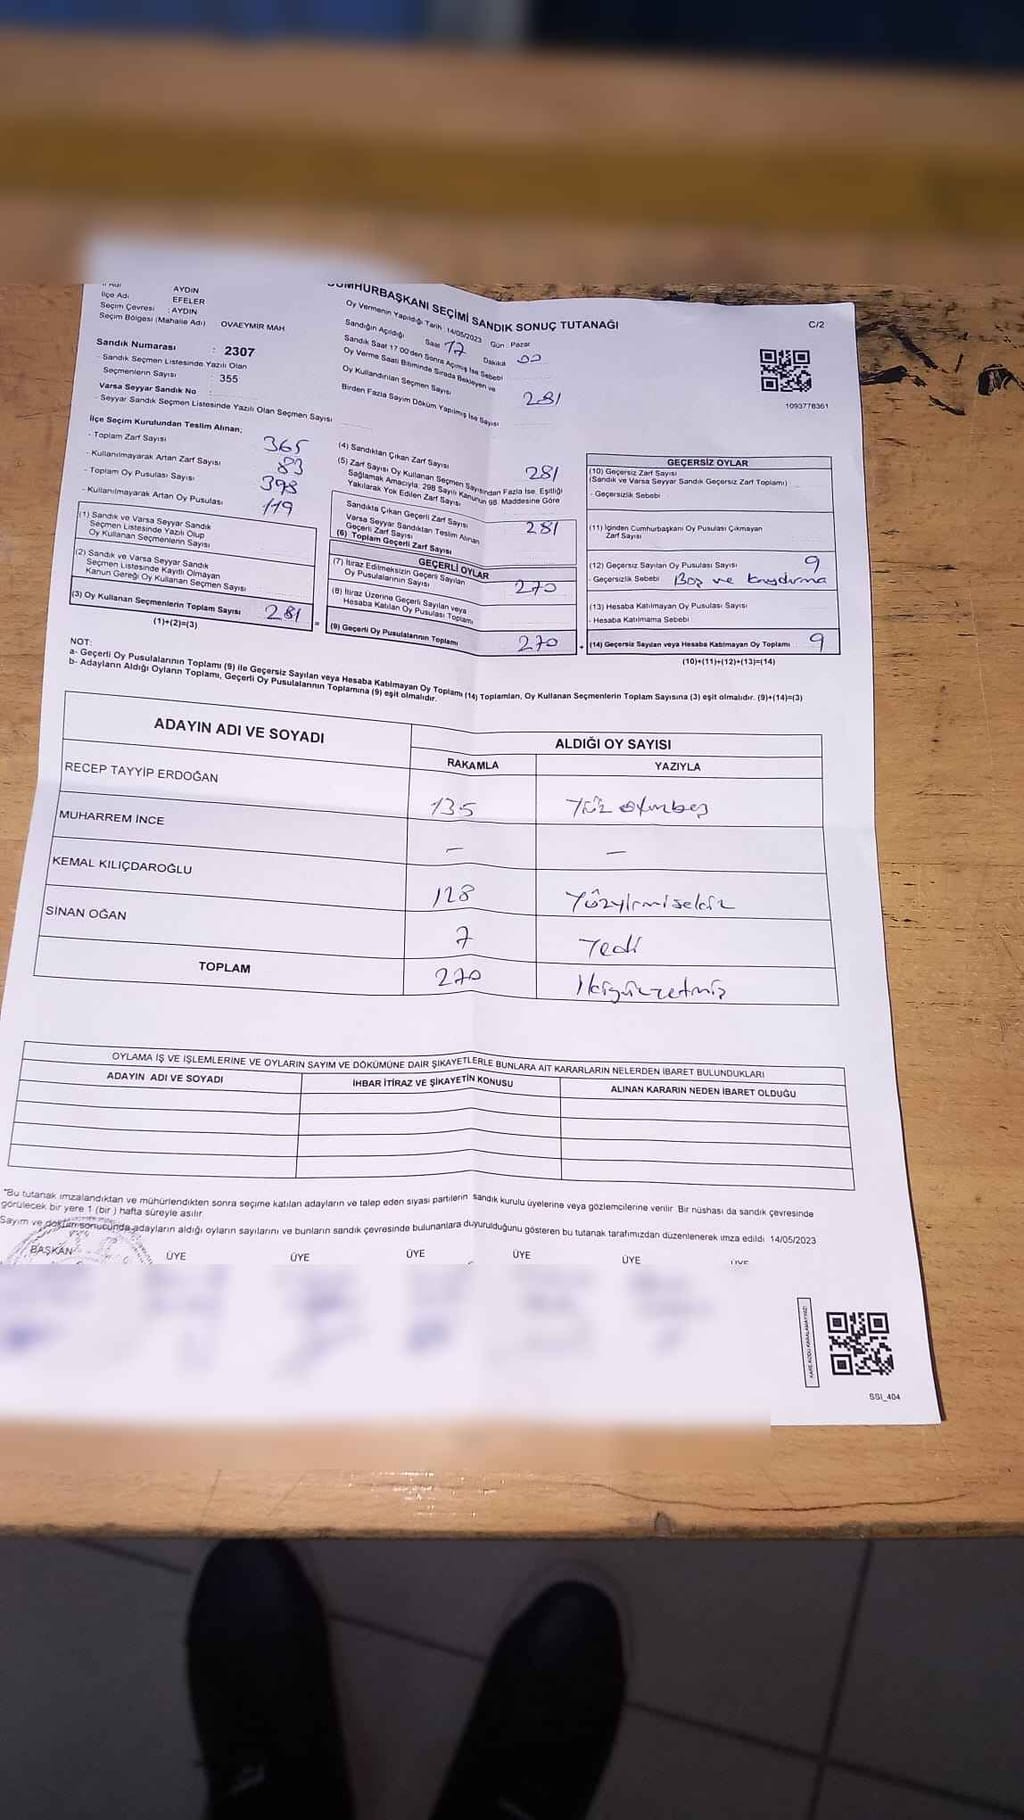 AYDIN
İlçe Adı EFELER
Seçim Çevresi : AYDIN
Seçim Bölgesi (Mahalle Adı) OVAEYMİR MAH
Sandık Numarası : 2307
- Sandık Seçmen Listesinde Yazılı Olan
Seçmenlerin Sayısı : 355
Varsa Seyyar Sandık No
- Seyyar Sandık Seçmen Listesinde Yazılı Olan Seçmen Sayısı
CUMHURBAŞKANI SEÇİMİ SANDIK SONUÇ TUTANAĞI
Oy Vermenin Yapıldığı Tarih : 14/05/2023 Gün : Pazar
Sandığın Açıldığı Saat 17 Dakika 00
Sandık Saat 17.00'den Sonra Açılmış İse Sebebi
Oy Verme Saati Bitiminde Sırada Bekleyen ve
Oy Kullandırılan Seçmen Sayısı 281
Birden Fazla Sayım Döküm Yapılmış İse Sayısı
C/2
1093778361
İlçe Seçim Kurulundan Teslim Alınan;
- Toplam Zarf Sayısı 365
- Kullanılmayarak Artan Zarf Sayısı 83
- Toplam Oy Pusulası Sayısı 398
- Kullanılmayarak Artan Oy Pusulası 119
(1) Sandık ve Varsa Seyyar Sandık
Seçmen Listesinde Yazılı Olup
Oy Kullanan Seçmenlerin Sayısı
(2) Sandık ve Varsa Seyyar Sandık
Seçmen Listesinde Kayıtlı Olmayan
Kanun Gereği Oy Kullanan Seçmen Sayısı
(3) Oy Kullanan Seçmenlerin Toplam Sayısı 281
(1)+(2)=(3)
(4) Sandıktan Çıkan Zarf Sayısı 281
(5) Zarf Sayısı Oy Kullanan Seçmen Sayısından Fazla İse, Eşitliği
Sağlamak Amacıyla; 298 Sayılı Kanunun 98. Maddesine Göre
Yakılarak Yok Edilen Zarf Sayısı
Sandıkta Çıkan Geçerli Zarf Sayısı 281
Varsa Seyyar Sandıktan Teslim Alınan
Geçerli Zarf Sayısı
(6) Toplam Geçerli Zarf Sayısı
GEÇERLİ OYLAR
(7) İtiraz Edilmeksizin Geçerli Sayılan
Oy Pusulalarının Sayısı 270
(8) İtiraz Üzerine Geçerli Sayılan veya
Hesaba Katılan Oy Pusulası Toplamı
(9) Geçerli Oy Pusulalarının Toplamı 270
GEÇERSİZ OYLAR
(10) Geçersiz Zarf Sayısı
(Sandık ve Varsa Seyyar Sandık Geçersiz Zarf Toplamı)
- Geçersizlik Sebebi
(11) İçinden Cumhurbaşkanı Oy Pusulası Çıkmayan
Zarf Sayısı
(12) Geçersiz Sayılan Oy Pusulası Sayısı 9
- Geçersizlik Sebebi Boş ve
(13) Hesaba Katılmayan Oy Pusulası Sayısı
- Hesaba Katılmama Sebebi
(14) Geçersiz Sayılan veya Hesaba Katılmayan Oy Toplamı 9
(10)+(11)+(12)+(13)=(14)
NOT:
a- Geçerli Oy Pusulalarının Toplamı (9) ile Geçersiz Sayılan veya Hesaba Katılmayan Oy Toplamı (14) Toplamları, Oy Kullanan Seçmenlerin Toplam Sayısına (3) eşit olmalıdır. (9)+(14)=(3)
b- Adayların Aldığı Oyların Toplamı, Geçerli Oy Pusulalarının Toplamına (9) eşit olmalıdır.
ADAYIN ADI VE SOYADI ALDIĞI OY SAYISI
RAKAMLA YAZIYLA
RECEP TAYYİP ERDOĞAN 135 Yüz otuzbeş
MUHARREM İNCE – –
KEMAL KILIÇDAROĞLU 128 Yüzyirmisekiz
SİNAN OĞAN 7 Yedi
TOPLAM 270 İkiyüzyetmiş
OYLAMA İŞ VE İŞLEMLERİNE VE OYLARIN SAYIM VE DÖKÜMÜNE DAİR ŞİKAYETLERLE BUNLARA AİT KARARLARIN NELERDEN İBARET BULUNDUKLARI
ADAYIN ADI VE SOYADI İHBAR İTİRAZ VE ŞİKAYETİN KONUSU ALINAN KARARIN NEDEN İBARET OLDUĞU
*Bu tutanak imzalandıktan ve mühürlendikten sonra seçime katılan adayların ve talep eden siyasi partilerin sandık kurulu üyelerine veya gözlemcilerine verilir. Bir nüshası da sandık çevresinde
görülecek bir yere 1 (bir) hafta süreyle asılır.
Sayım ve döküm sonucunda adayların aldığı oyların sayılarını ve bunların sandık çevresinde bulunanlara duyurulduğunu gösteren bu tutanak tarafımızdan düzenlenerek imza edildi. 14/05/2023
BAŞKAN ÜYE ÜYE ÜYE ÜYE ÜYE ÜYE
SSI_404